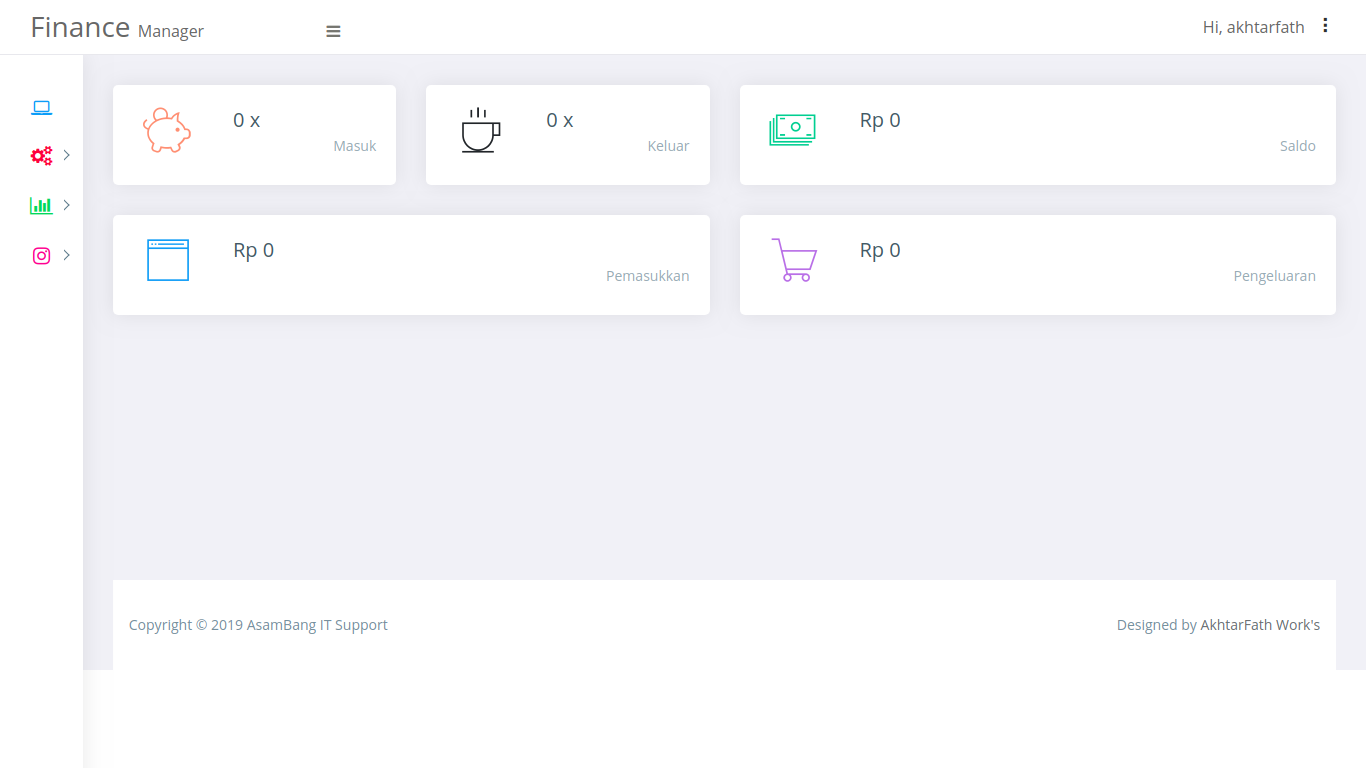 Finance Manager
Hi, akhtarfath
0 x
Masuk
0 x
Keluar
Rp 0
Saldo
Rp 0
Pemasukkan
Rp 0
Pengeluaran
Copyright © 2019 AsamBang IT Support
Designed by AkhtarFath Work's